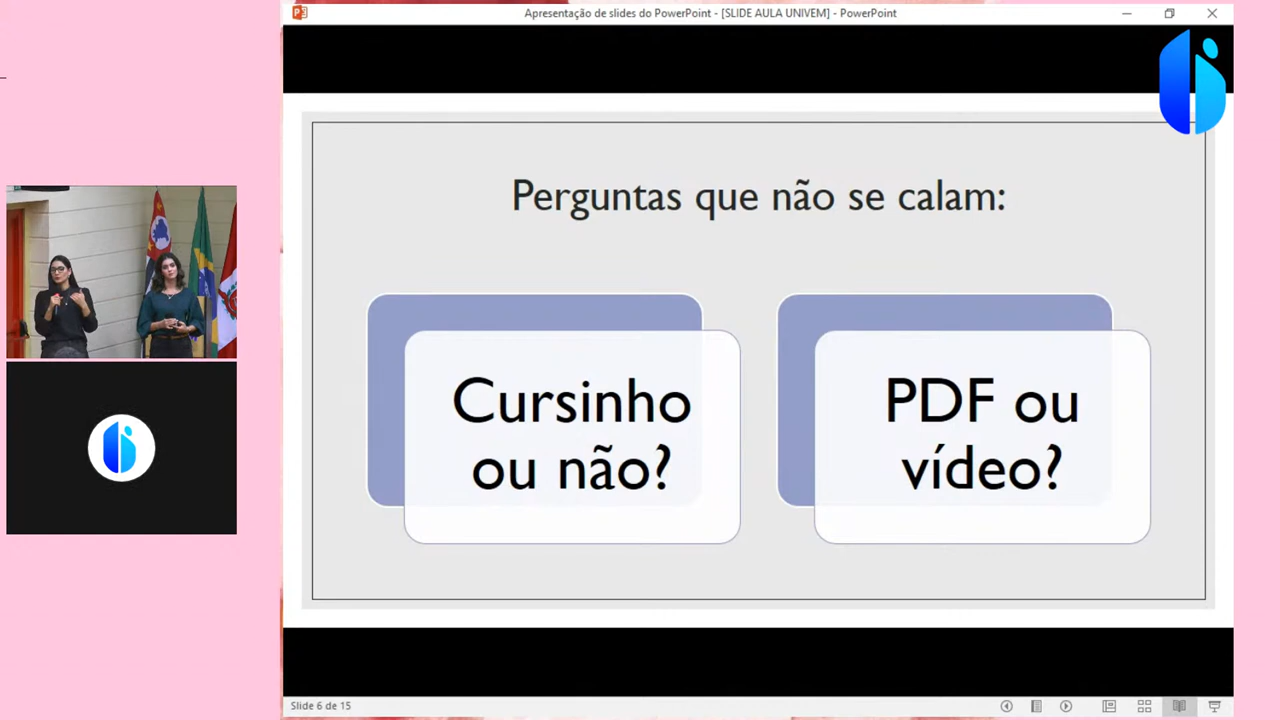 Apresentação de slides do PowerPoint - [SLIDE AULA UNIVEM] - PowerPoint
Perguntas que não se calam:
Cursinho
ou não?
PDF ou
vídeo?
Slide 6 de 15